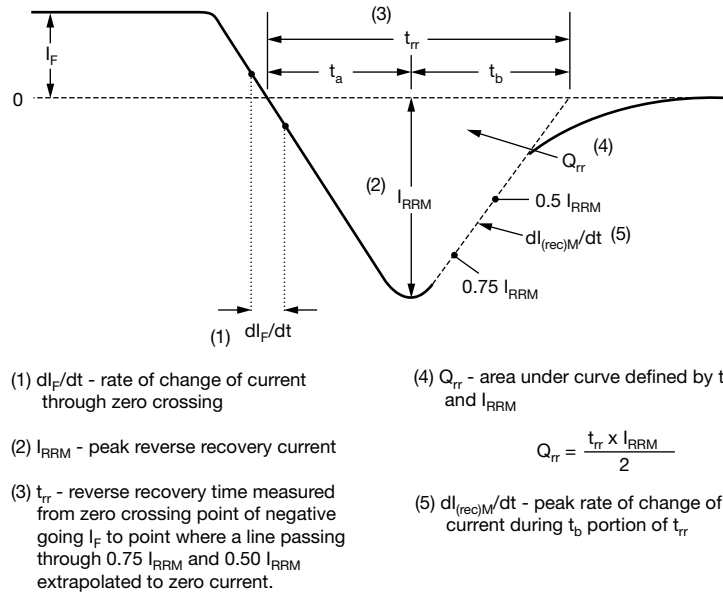 (3)
t_rr
I_F
t_a
t_b
0
(2) I_RRM
Q_rr (4)
0.5 I_RRM
dI_(rec)M/dt (5)
0.75 I_RRM
(1) dI_F/dt
(1) dI_F/dt - rate of change of current
through zero crossing
(2) I_RRM - peak reverse recovery current
(3) t_rr - reverse recovery time measured
from zero crossing point of negative
going I_F to point where a line passing
through 0.75 I_RRM and 0.50 I_RRM
extrapolated to zero current.
(4) Q_rr - area under curve defined by t
and I_RRM
Q_rr = t_rr x I_RRM
2
(5) dI_(rec)M/dt - peak rate of change of
current during t_b portion of t_rr